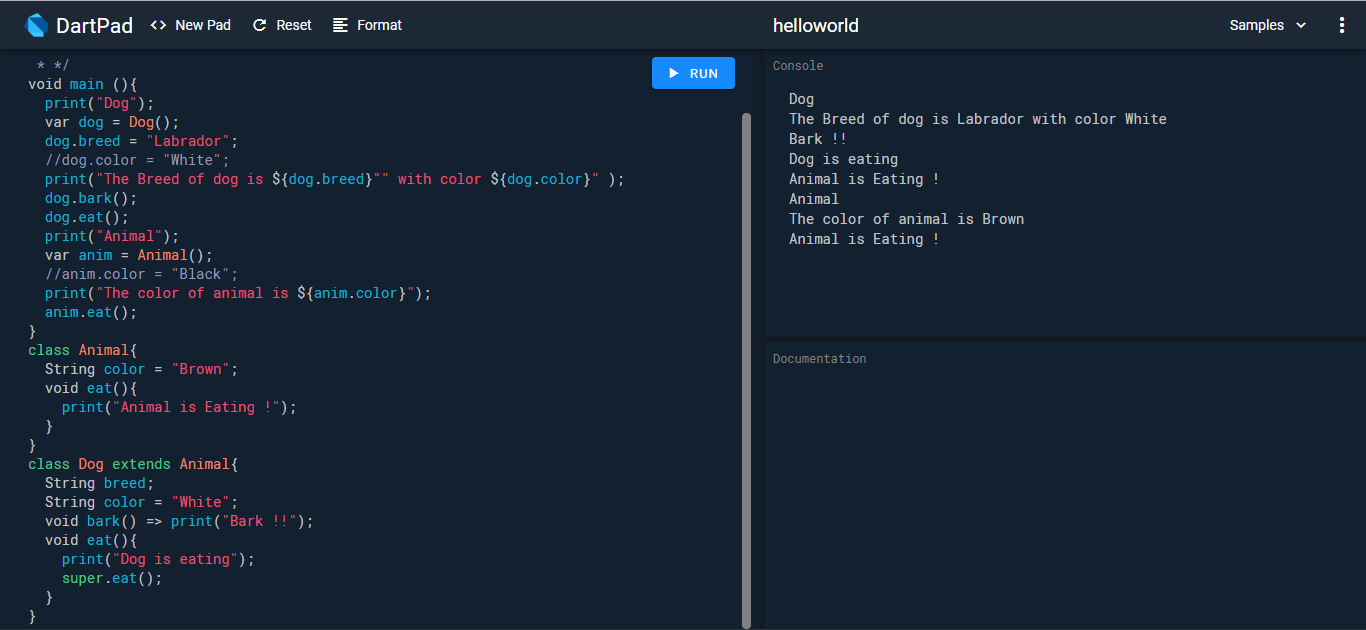 DartPad <> New Pad Reset Format helloworld Samples
* */
void main (){
  print("Dog");
  var dog = Dog();
  dog.breed = "Labrador";
  //dog.color = "White";
  print("The Breed of dog is ${dog.breed}"" with color ${dog.color}" );
  dog.bark();
  dog.eat();
  print("Animal");
  var anim = Animal();
  //anim.color = "Black";
  print("The color of animal is ${anim.color}");
  anim.eat();
}
class Animal{
  String color = "Brown";
  void eat(){
    print("Animal is Eating !");
  }
}
class Dog extends Animal{
  String breed;
  String color = "White";
  void bark() => print("Bark !!");
  void eat(){
    print("Dog is eating");
    super.eat();
  }
}
RUN
Console
Dog
The Breed of dog is Labrador with color White
Bark !!
Dog is eating
Animal is Eating !
Animal
The color of animal is Brown
Animal is Eating !
Documentation